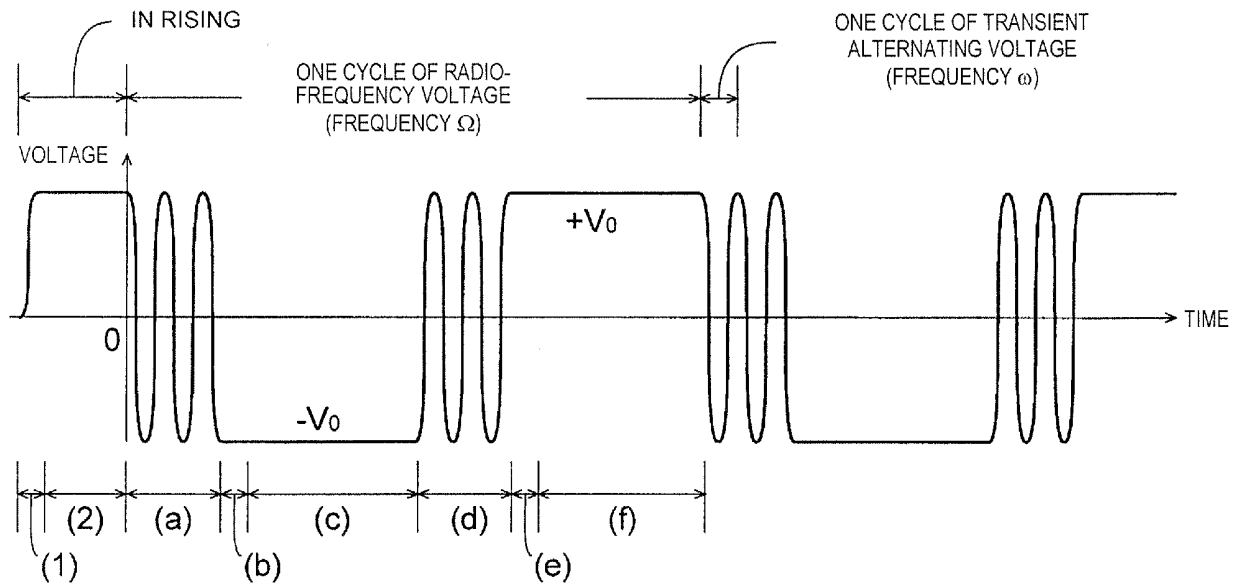 IN RISING
ONE CYCLE OF TRANSIENT
ALTERNATING VOLTAGE
(FREQUENCY ω)
ONE CYCLE OF RADIO-
FREQUENCY VOLTAGE
(FREQUENCY Ω)
VOLTAGE
+V0
0
TIME
-V0
(2)
(a)
(c)
(d)
(f)
(1)
(b)
(e)